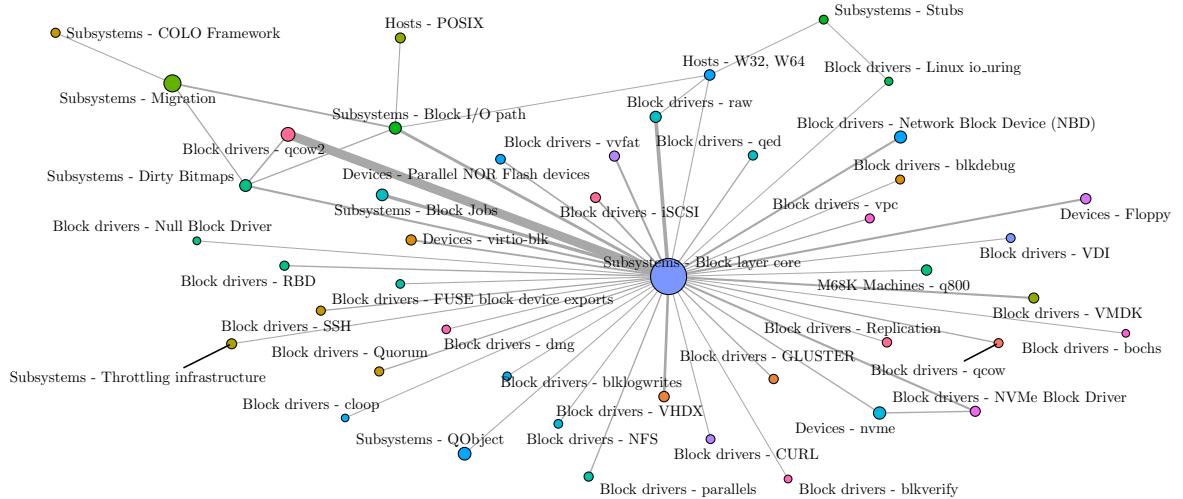 Subsystems - Stubs
Hosts - POSIX
Subsystems - COLO Framework
Hosts - W32, W64
Block drivers - Linux io_uring
Subsystems - Migration
Block drivers - raw
Subsystems - Block I/O path
Block drivers - Network Block Device (NBD)
Block drivers - qcow2
Block drivers - vvfat
Block drivers - qed
Block drivers - blkdebug
Subsystems - Dirty Bitmaps
Devices - Parallel NOR Flash devices
Block drivers - vpc
Subsystems - Block Jobs
Block drivers - iSCSI
Devices - Floppy
Block drivers - Null Block Driver
Devices - virtio-blk
Block drivers - VDI
Subsystems - Block layer core
Block drivers - RBD
M68K Machines - q800
Block drivers - FUSE block device exports
Block drivers - VMDK
Block drivers - SSH
Block drivers - Replication
Block drivers - dmg
Block drivers - bochs
Block drivers - Quorum
Block drivers - GLUSTER
Block drivers - qcow
Subsystems - Throttling infrastructure
Block drivers - blklogwrites
Block drivers - NVMe Block Driver
Block drivers - cloop
Block drivers - VHDX
Devices - nvme
Subsystems - QObject
Block drivers - NFS
Block drivers - CURL
Block drivers - parallels
Block drivers - blkverify